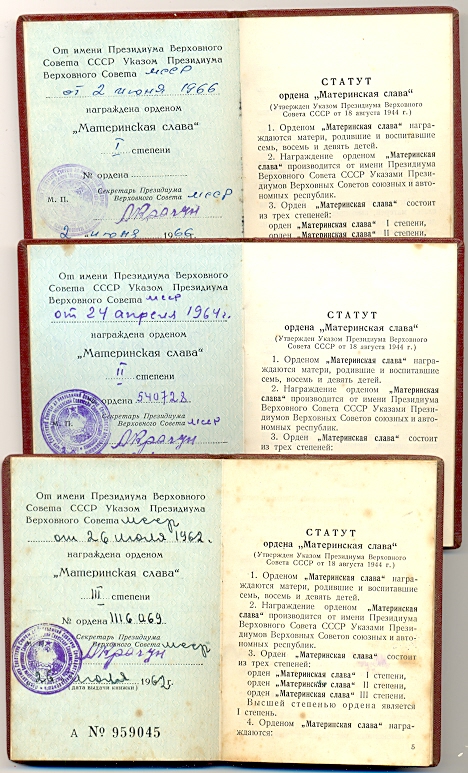 От имени Президиума Верховного
Совета СССР Указом Президиума
Верховного Совета МССР
от 2 июня 1966
награждена орденом
„Материнская слава“
I степени
№ ордена
Секретарь Президиума
М. П. Верховного Совета МССР
2 июня 1966
СТАТУТ
ордена „Материнская слава“
(Утвержден Указом Президиума Верховного
Совета СССР от 18 августа 1944 г.)
1. Орденом „Материнская слава“ награ-
ждаются матери, родившие и воспитавшие
семь, восемь и девять детей.
2. Награждение орденом „Материнская
слава“ производится от имени Президиума
Верховного Совета СССР Указами Прези-
диумов Верховных Советов союзных и авто-
номных республик.
3. Орден „Материнская слава“ состоит
из трех степеней:
орден „Материнская слава“ I степени,
орден „Материнская слава“ II степени,
От имени Президиума Верховного
Совета СССР Указом Президиума
Верховного Совета МССР
от 24 апреля 1964 г.
награждена орденом
„Материнская слава“
II степени
ордена 540728
Секретарь Президиума
М. П. Верховного Совета МССР
СТАТУТ
ордена „Материнская слава“
(Утвержден Указом Президиума Верховного
Совета СССР от 18 августа 1944 г.)
1. Орденом „Материнская слава“ награ-
ждаются матери, родившие и воспитавшие
семь, восемь и девять детей.
2. Награждение орденом „Материнская
слава“ производится от имени Президиума
Верховного Совета СССР Указами Прези-
диумов Верховных Советов союзных и авто-
номных республик.
3. Орден „Материнская слава“ состоит
из трех степеней:
От имени Президиума Верховного
Совета СССР Указом Президиума
Верховного Совета МССР
от 26 июля 1962 г.
награждена орденом
„Материнская слава“
III степени
№ ордена 1116069
Секретарь Президиума
Верховного Совета МССР
июля 1962 г.
(дата выдачи книжки)
А № 959045
СТАТУТ
ордена „Материнская слава“
(Утвержден Указом Президиума Верховного
Совета СССР от 18 августа 1944 г.)
1. Орденом „Материнская слава“ награ-
ждаются матери, родившие и воспитавшие
семь, восемь и девять детей.
2. Награждение орденом „Материнская
слава“ производится от имени Президиума
Верховного Совета СССР Указами Прези-
диумов Верховных Советов союзных и авто-
номных республик.
3. Орден „Материнская слава“ состоит
из трех степеней:
орден „Материнская слава“ I степени,
орден „Материнская слава“ II степени,
орден „Материнская слава“ III степени.
Высшей степенью ордена является
I степень.
4. Орденом „Материнская слава“ награ-
ждаются:
5